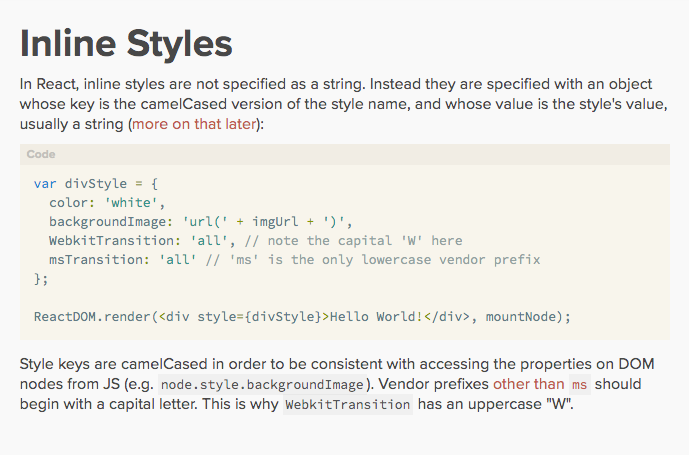 Inline Styles
In React, inline styles are not specified as a string. Instead they are specified with an object
whose key is the camelCased version of the style name, and whose value is the style's value,
usually a string (more on that later):
Code
var divStyle = {
  color: 'white',
  backgroundImage: 'url(' + imgUrl + ')',
  WebkitTransition: 'all', // note the capital 'W' here
  msTransition: 'all' // 'ms' is the only lowercase vendor prefix
};

ReactDOM.render(<div style={divStyle}>Hello World!</div>, mountNode);
Style keys are camelCased in order to be consistent with accessing the properties on DOM
nodes from JS (e.g. node.style.backgroundImage). Vendor prefixes other than ms should
begin with a capital letter. This is why WebkitTransition has an uppercase "W".